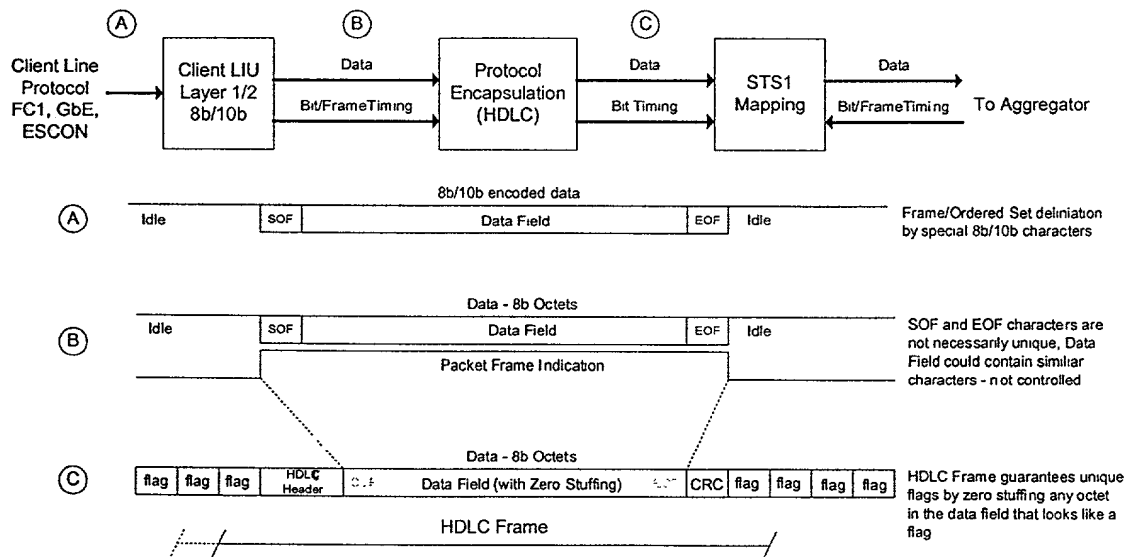 A
B
C
Client Line
Protocol
FC1, GbE,
ESCON
Client LIU
Layer 1/2
8b/10b
Data
Bit/FrameTiming
Protocol
Encapsulation
(HDLC)
Data
Bit Timing
STS1
Mapping
Data
Bit/FrameTiming
To Aggregator
8b/10b encoded data
A
Idle
SOF
Data Field
EOF
Idle
Frame/Ordered Set deliniation
by special 8b/10b characters
Data - 8b Octets
B
Idle
SOF
Data Field
EOF
Idle
Packet Frame Indication
SOF and EOF characters are
not necessarily unique, Data
Field could contain similiar
characters - not controlled
Data - 8b Octets
C
flag
flag
flag
HDLC
Header
Data Field (with Zero Stuffing)
CRC
flag
flag
flag
flag
HDLC Frame guarantees unique
flags by zero stuffing any octet
in the data field that looks like a
flag
HDLC Frame